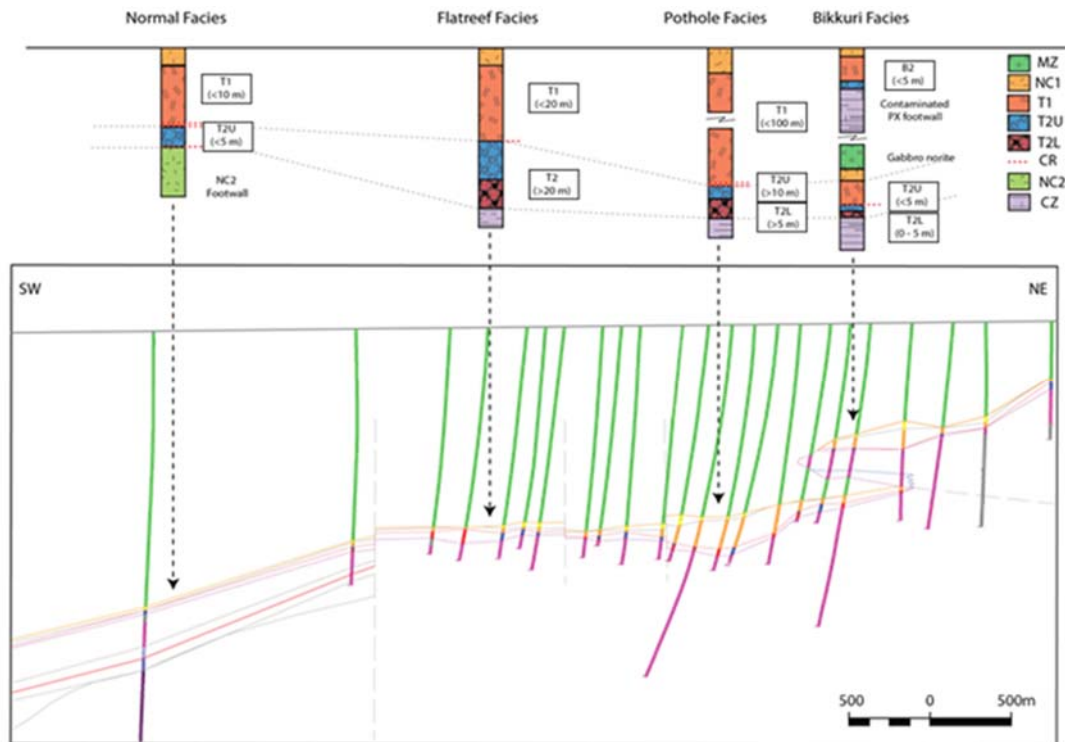 Normal Facies
Flatreef Facies
Pothole Facies
Bikkuri Facies
T1
(<10 m)
T2U
(<5 m)
NC2
Footwall
T1
(<20 m)
T2
(>20 m)
T1
(<100 m)
T2U
(>10 m)
T2L
(>5 m)
B2
(<5 m)
Contaminated
PX footwall
Gabbro norite
T2U
(<5 m)
T2L
(0 - 5 m)
MZ
NC1
T1
T2U
T2L
CR
NC2
CZ
SW
NE
500
0
500m